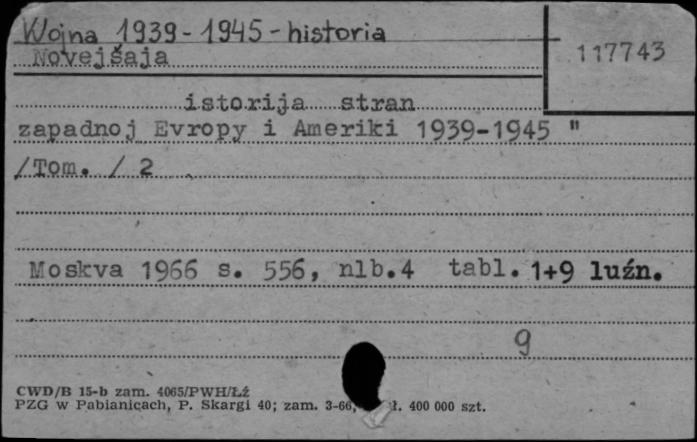 Wojna 1939-1945-historia
Novejšaja
117743
istorija stran
zapadnoj Evropy i Ameriki 1939-1945 "
/Tom. / 2
Moskva 1966 s. 556, nlb.4 tabl. 1+9 luźn.
9
CWD/B 15-b zam. 4065/PWH/Łź
PZG w Pabianicach, P. Skargi 40; zam. 3-66, ł. 400 000 szt.